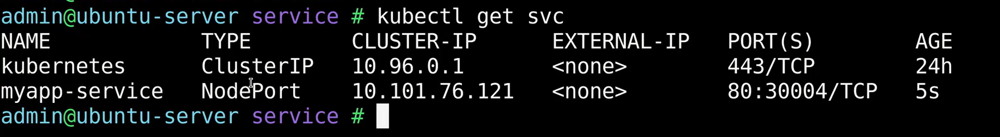 admin@ubuntu-server service # kubectl get svc
NAME TYPE CLUSTER-IP EXTERNAL-IP PORT(S) AGE
kubernetes ClusterIP 10.96.0.1 <none> 443/TCP 24h
myapp-service NodePort 10.101.76.121 <none> 80:30004/TCP 5s
admin@ubuntu-server service #